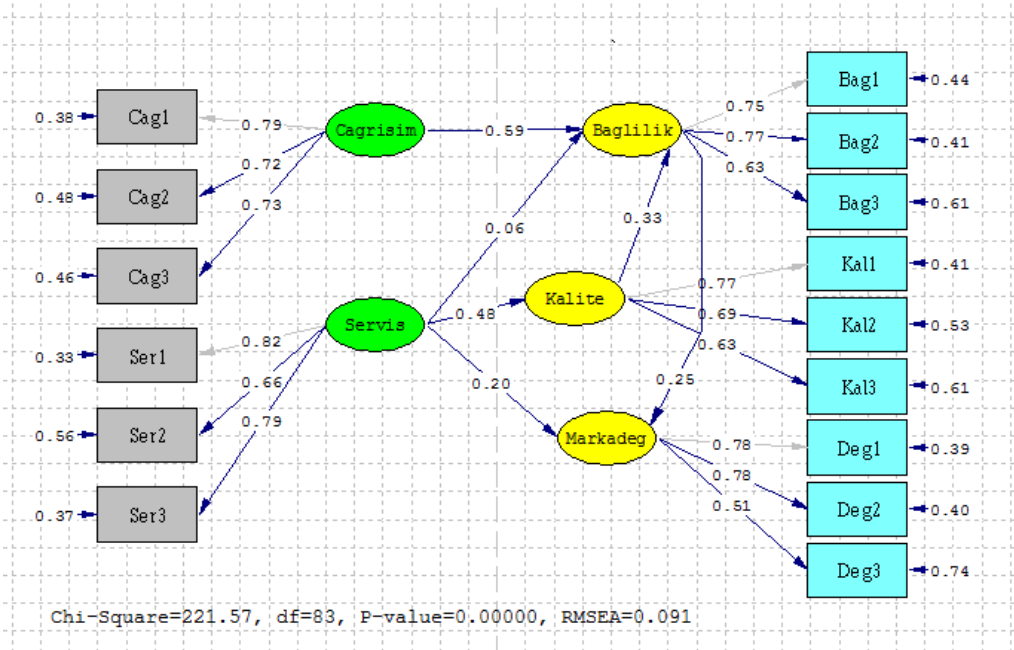 0.38 Cag1 0.79 Cagrisim 0.59 Baglilik 0.75 Bag1 0.44
0.48 Cag2 0.72 0.77 Bag2 0.41
0.46 Cag3 0.73 0.63 Bag3 0.61
0.06 0.33
0.33 Ser1 0.82 Servis 0.48 Kalite 0.77 Kal1 0.41
0.56 Ser2 0.66 0.69 Kal2 0.53
0.37 Ser3 0.79 0.63 Kal3 0.61
0.20 0.25
Markadeg 0.78 Deg1 0.39
0.78 Deg2 0.40
0.51 Deg3 0.74
Chi-Square=221.57, df=83, P-value=0.00000, RMSEA=0.091